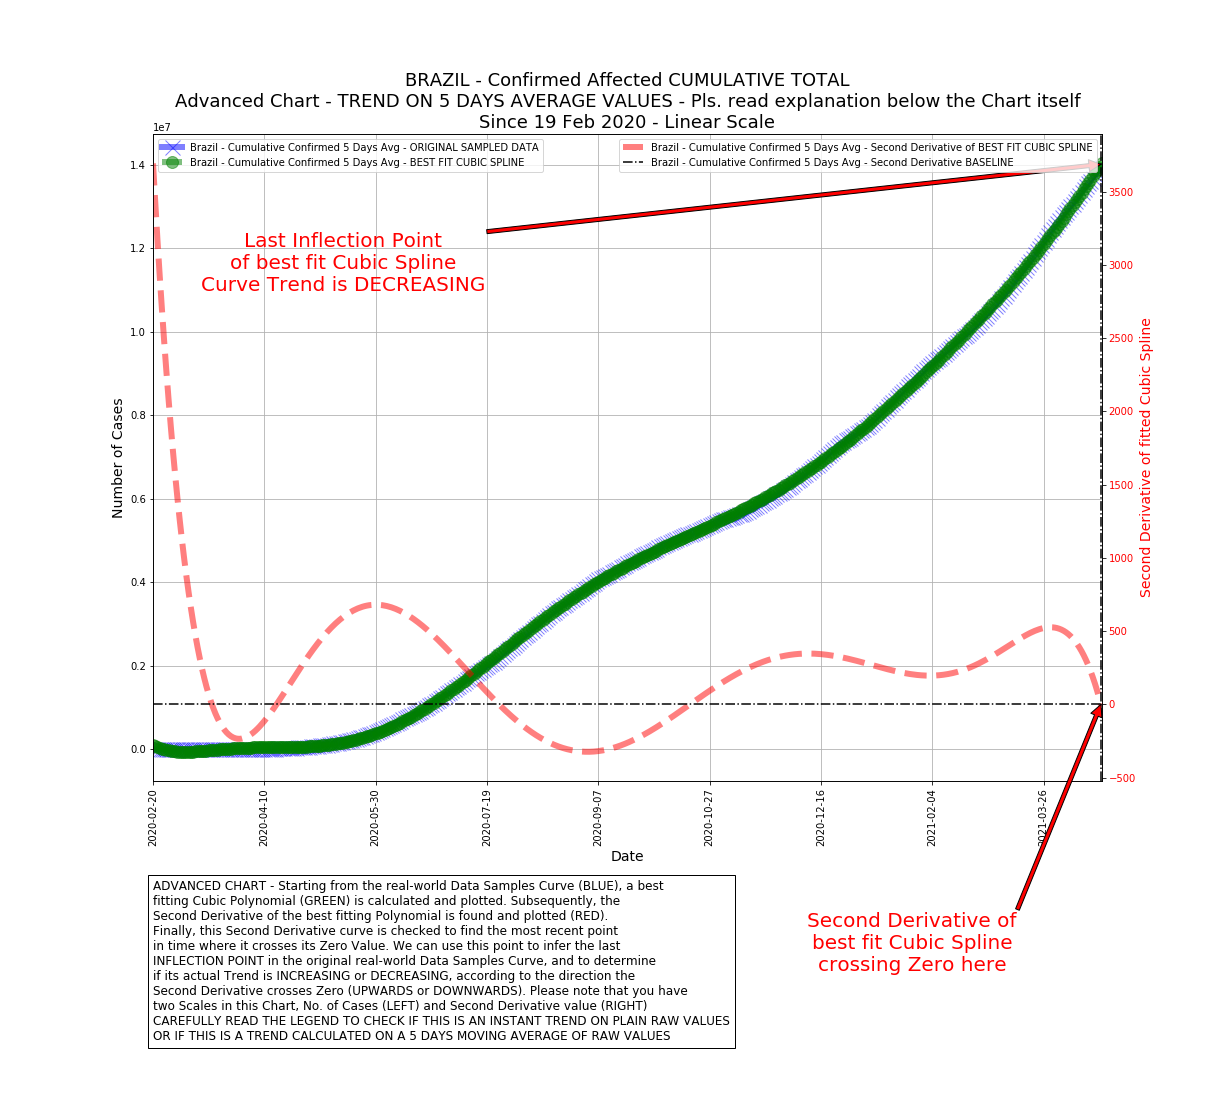 BRAZIL - Confirmed Affected CUMULATIVE TOTAL
Advanced Chart - TREND ON 5 DAYS AVERAGE VALUES - Pls. read explanation below the Chart itself
Since 19 Feb 2020 - Linear Scale
1e7
Brazil - Cumulative Confirmed 5 Days Avg - ORIGINAL SAMPLED DATA
Brazil - Cumulative Confirmed 5 Days Avg - BEST FIT CUBIC SPLINE
Brazil - Cumulative Confirmed 5 Days Avg - Second Derivative of BEST FIT CUBIC SPLINE
Brazil - Cumulative Confirmed 5 Days Avg - Second Derivative BASELINE
Last Inflection Point
of best fit Cubic Spline
Curve Trend is DECREASING
Number of Cases
1.4
1.2
1.0
0.8
0.6
0.4
0.2
0.0
3500
3000
2500
2000
1500
1000
500
0
−500
Second Derivative of fitted Cubic Spline
2020-02-20
2020-04-10
2020-05-30
2020-07-19
2020-09-07
2020-10-27
2020-12-16
2021-02-04
2021-03-26
Date
ADVANCED CHART - Starting from the real-world Data Samples Curve (BLUE), a best
fitting Cubic Polynomial (GREEN) is calculated and plotted. Subsequently, the
Second Derivative of the best fitting Polynomial is found and plotted (RED).
Finally, this Second Derivative curve is checked to find the most recent point
in time where it crosses its Zero Value. We can use this point to infer the last
INFLECTION POINT in the original real-world Data Samples Curve, and to determine
if its actual Trend is INCREASING or DECREASING, according to the direction the
Second Derivative crosses Zero (UPWARDS or DOWNWARDS). Please note that you have
two Scales in this Chart, No. of Cases (LEFT) and Second Derivative value (RIGHT)
CAREFULLY READ THE LEGEND TO CHECK IF THIS IS AN INSTANT TREND ON PLAIN RAW VALUES
OR IF THIS IS A TREND CALCULATED ON A 5 DAYS MOVING AVERAGE OF RAW VALUES
Second Derivative of
best fit Cubic Spline
crossing Zero here